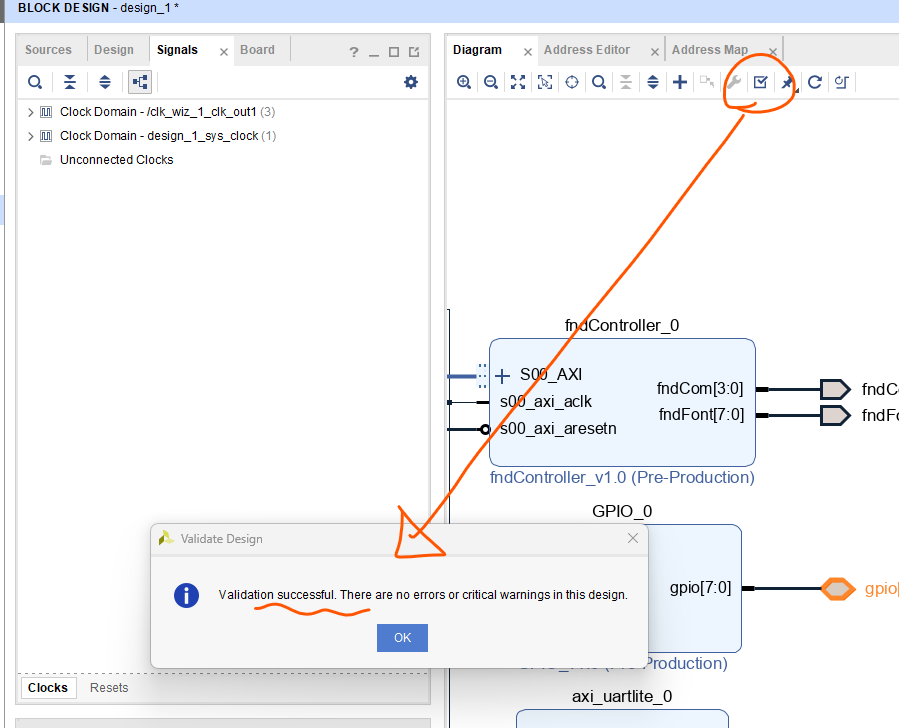 BLOCK DESIGN - design_1 *
Sources Design Signals Board
Clock Domain - /clk_wiz_1_clk_out1 (3)
Clock Domain - design_1_sys_clock (1)
Unconnected Clocks
Clocks Resets
Diagram Address Editor Address Map
fndController_0
S00_AXI
s00_axi_aclk
s00_axi_aresetn
fndCom[3:0]
fndFont[7:0]
fndC
fndF
fndController_v1.0 (Pre-Production)
GPIO_0
gpio[7:0]
gpio[
Production)
axi_uartlite_0
Validate Design
Validation successful. There are no errors or critical warnings in this design.
OK